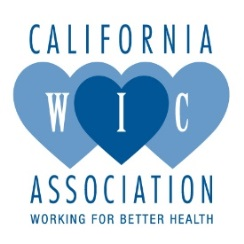 CALIFORNIA
W I C
ASSOCIATION
WORKING FOR BETTER HEALTH